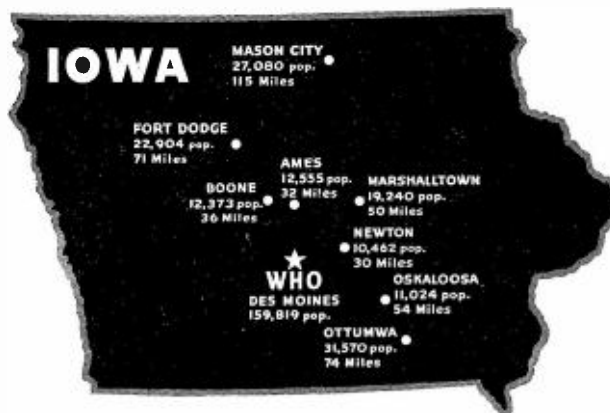 IOWA
MASON CITY
27,080 pop.
115 Miles
FORT DODGE
22,904 pop.
71 Miles
AMES
12,555 pop.
32 Miles
BOONE
12,373 pop.
36 Miles
MARSHALLTOWN
19,240 pop.
50 Miles
NEWTON
10,462 pop.
30 Miles
WHO
DES MOINES
159,819 pop.
OSKALOOSA
11,024 pop.
54 Miles
OTTUMWA
31,570 pop.
74 Miles